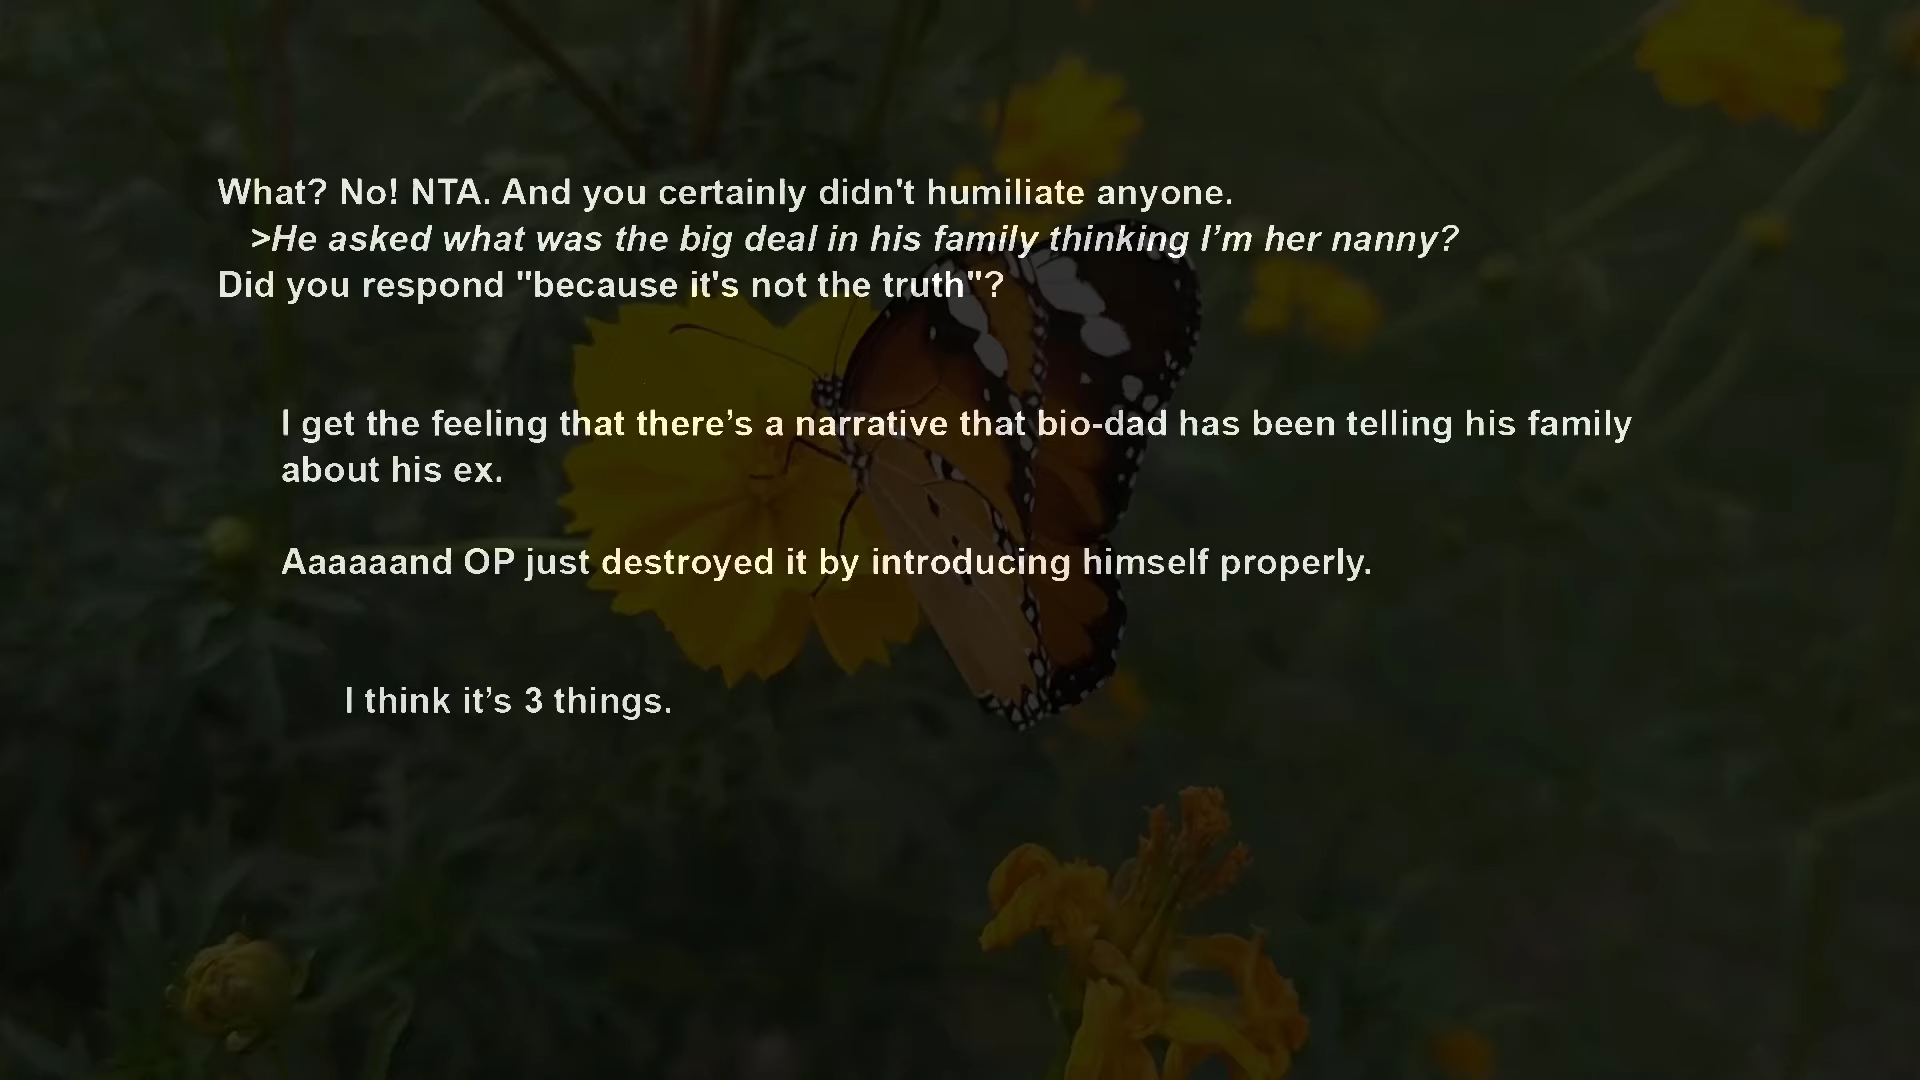 What? No! NTA. And you certainly didn't humiliate anyone.
>He asked what was the big deal in his family thinking I’m her nanny?
Did you respond "because it's not the truth"?
I get the feeling that there’s a narrative that bio-dad has been telling his family
about his ex.
Aaaaaand OP just destroyed it by introducing himself properly.
I think it’s 3 things.